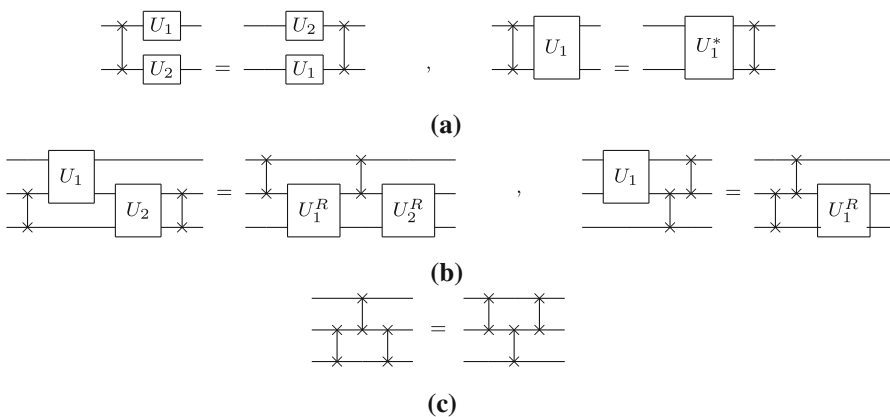 U₁ U₂ , U₁ U₁*
U₂ = U₁ =
(a)
U₁ U₂ = U₁ᴿ U₂ᴿ , U₁ = U₁ᴿ
(b)
=
(c)